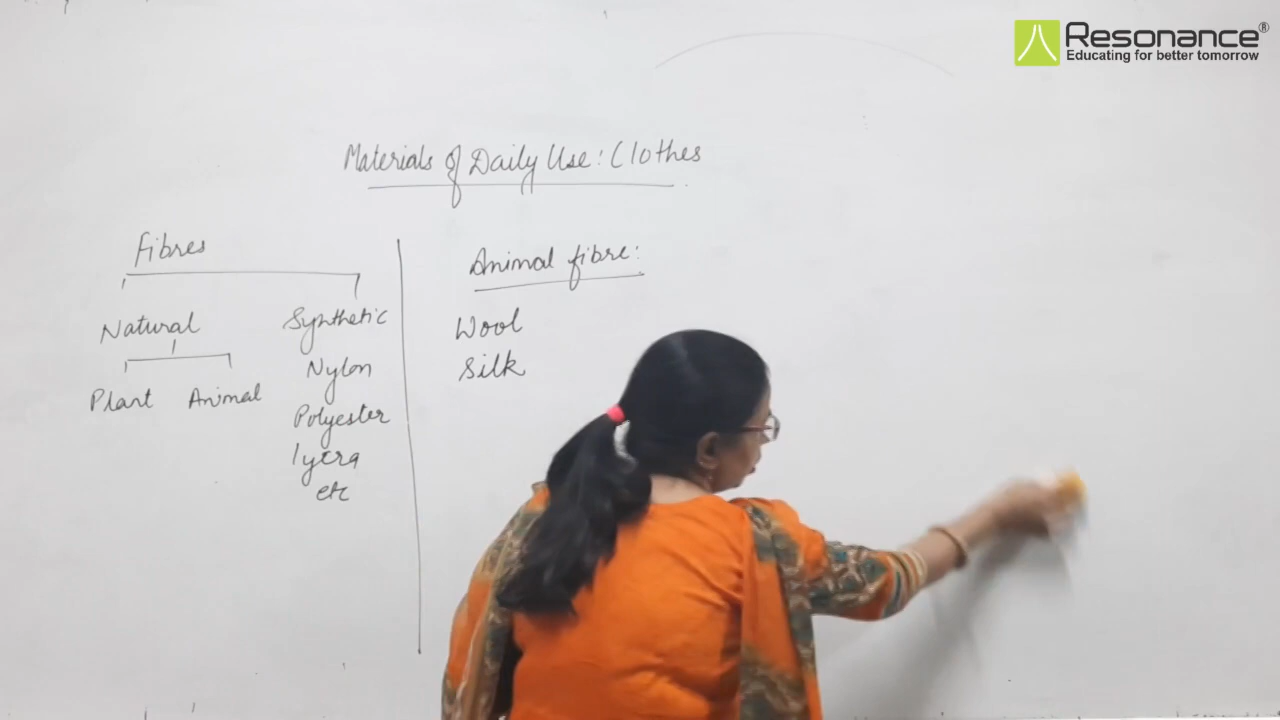 Resonance®
Educating for better tomorrow
Materials of Daily Use: Clothes
Fibres
Natural
Synthetic
Plant
Animal
Nylon
Polyester
lycra
etc
Animal fibre:
Wool
Silk